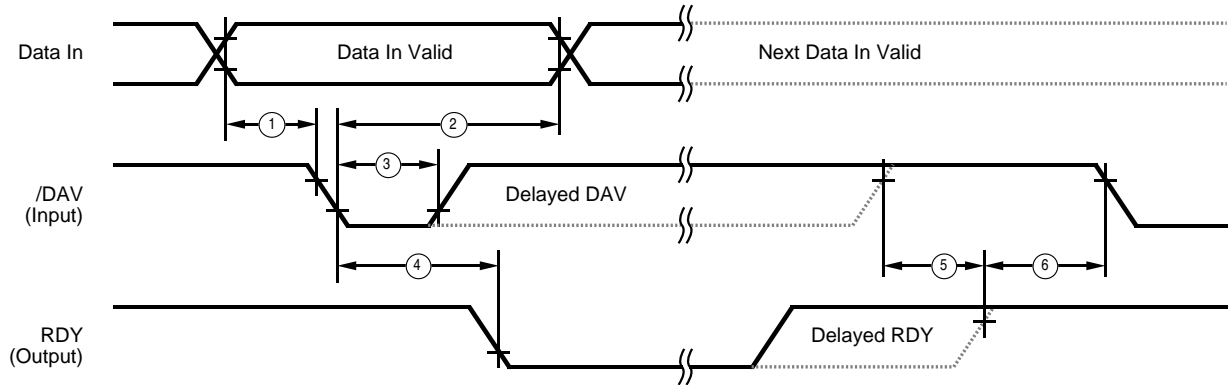 Data In
Data In Valid
Next Data In Valid
1
2
3
/DAV
(Input)
Delayed DAV
4
5
6
RDY
(Output)
Delayed RDY